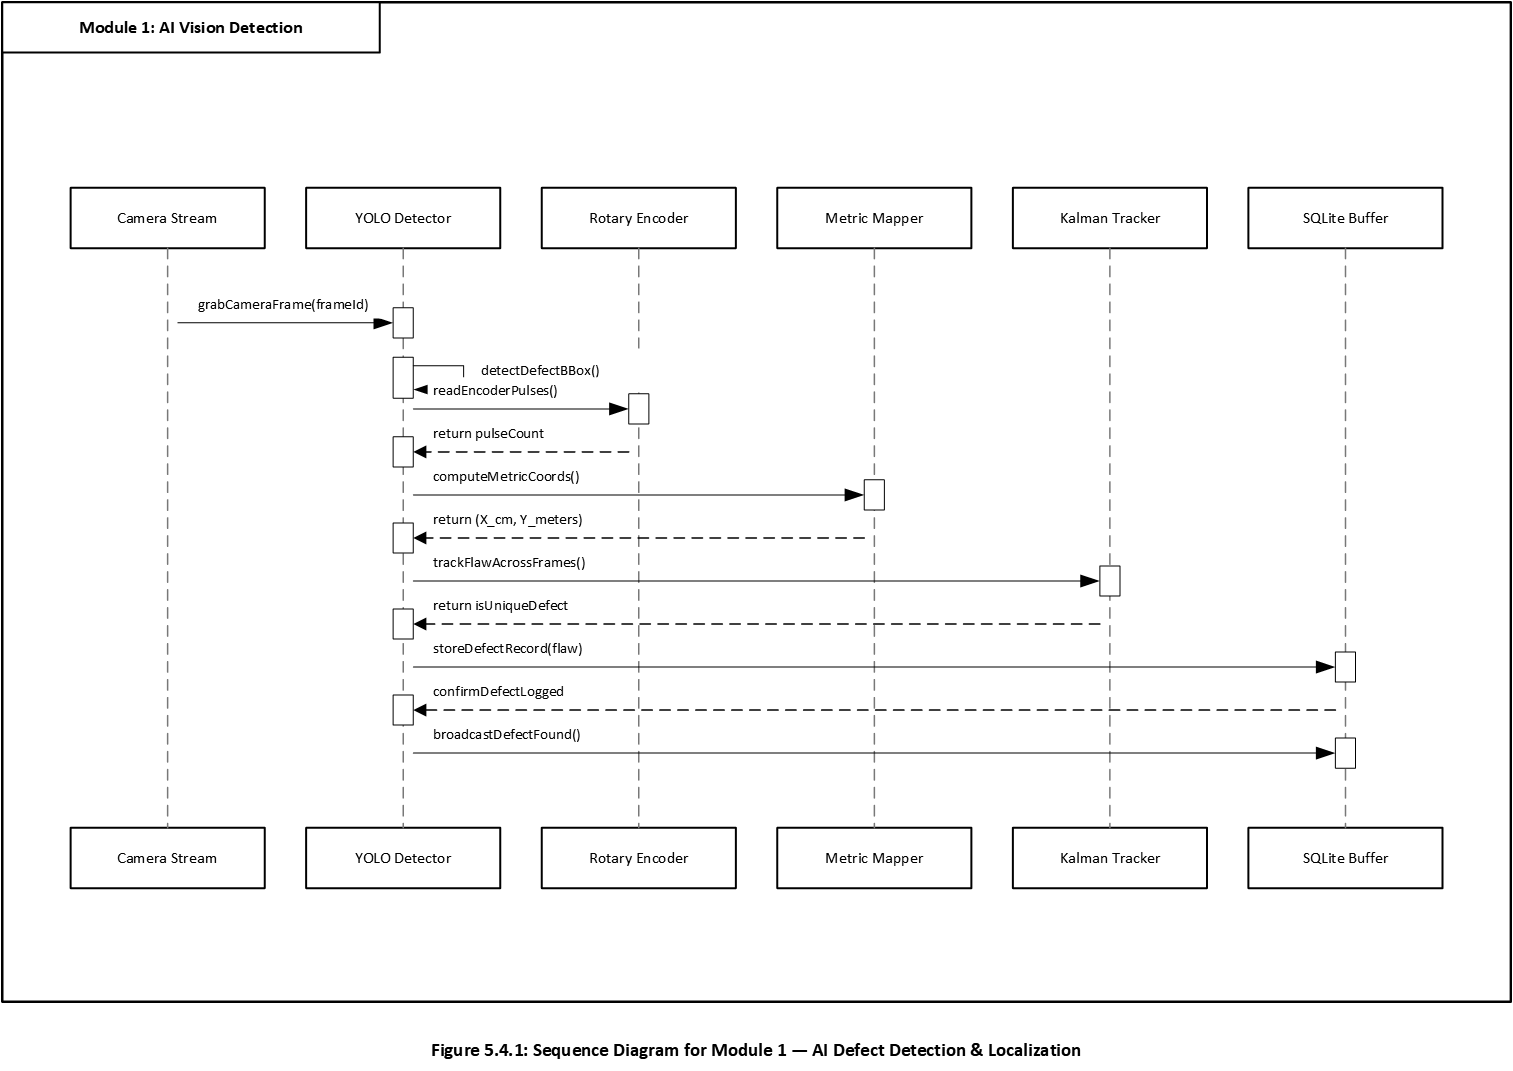 Module 1: AI Vision Detection
Camera Stream
YOLO Detector
Rotary Encoder
Metric Mapper
Kalman Tracker
SQLite Buffer
grabCameraFrame(frameId)
detectDefectBBox()
readEncoderPulses()
return pulseCount
computeMetricCoords()
return (X_cm, Y_meters)
trackFlawAcrossFrames()
return isUniqueDefect
storeDefectRecord(flaw)
confirmDefectLogged
broadcastDefectFound()
Camera Stream
YOLO Detector
Rotary Encoder
Metric Mapper
Kalman Tracker
SQLite Buffer
Figure 5.4.1: Sequence Diagram for Module 1 — AI Defect Detection & Localization